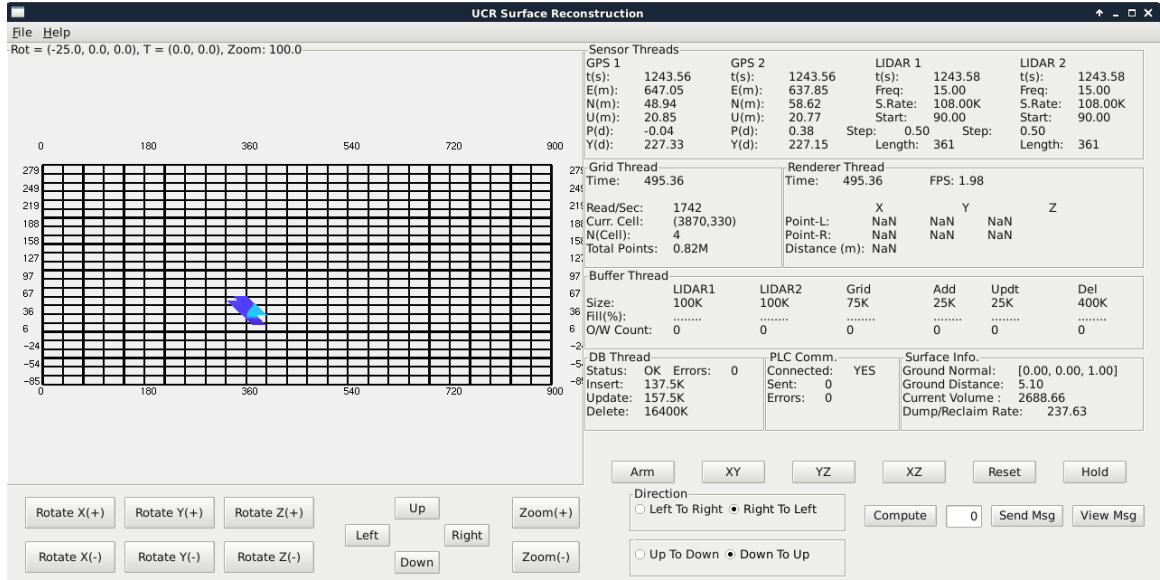 UCR Surface Reconstruction
File Help
Rot = (-25.0, 0.0, 0.0), T = (0.0, 0.0), Zoom: 100.0
0 180 360 540 720 900
279 279
249 249
219 219
188 188
158 158
127 127
97 97
67 67
36 36
6 6
-24 -24
-54 -54
-85 -85
0 180 360 540 720 900
Sensor Threads
GPS 1 GPS 2 LIDAR 1 LIDAR 2
t(s): 1243.56 t(s): 1243.56 t(s): 1243.58 t(s): 1243.58
E(m): 647.05 E(m): 637.85 Freq: 15.00 Freq: 15.00
N(m): 48.94 N(m): 58.62 S.Rate: 108.00K S.Rate: 108.00K
U(m): 20.85 U(m): 20.77 Start: 90.00 Start: 90.00
P(d): -0.04 P(d): 0.38 Step: 0.50 Step: 0.50
Y(d): 227.33 Y(d): 227.15 Length: 361 Length: 361
Grid Thread
Time: 495.36
Read/Sec: 1742
Curr. Cell: (3870,330)
N(Cell): 4
Total Points: 0.82M
Renderer Thread
Time: 495.36 FPS: 1.98
X Y Z
Point-L: NaN NaN NaN
Point-R: NaN NaN NaN
Distance (m): NaN
Buffer Thread
LIDAR1 LIDAR2 Grid Add Updt Del
Size: 100K 100K 75K 25K 25K 400K
Fill(%): ........ ........ ........ ........ ........ ........
O/W Count: 0 0 0 0 0 0
DB Thread
Status: OK Errors: 0
Insert: 137.5K
Update: 157.5K
Delete: 16400K
PLC Comm.
Connected: YES
Sent: 0
Errors: 0
Surface Info.
Ground Normal: [0.00, 0.00, 1.00]
Ground Distance: 5.10
Current Volume : 2688.66
Dump/Reclaim Rate: 237.63
Arm XY YZ XZ Reset Hold
Rotate X(+) Rotate Y(+) Rotate Z(+)
Rotate X(-) Rotate Y(-) Rotate Z(-)
Up
Left Right
Down
Zoom(+)
Zoom(-)
Direction
Left To Right Right To Left
Up To Down Down To Up
Compute 0 Send Msg View Msg